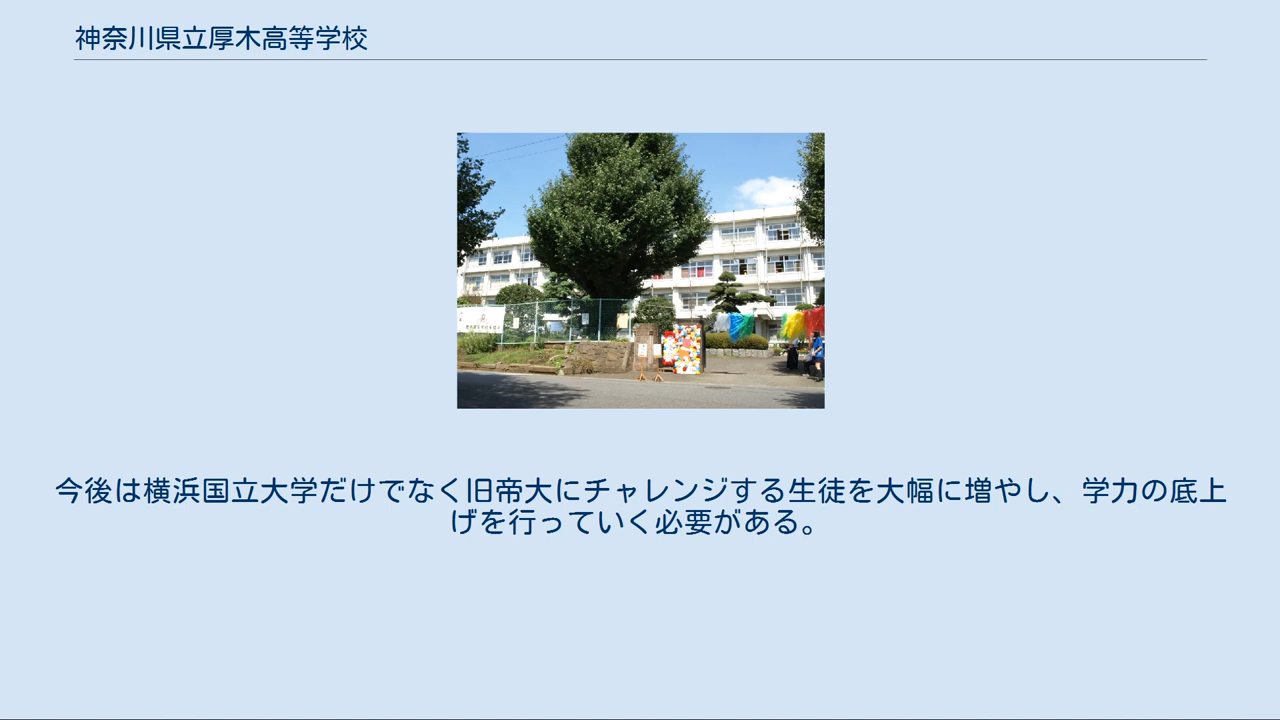 神奈川県立厚木高等学校
今後は横浜国立大学だけでなく旧帝大にチャレンジする生徒を大幅に増やし、学力の底上
げを行っていく必要がある。